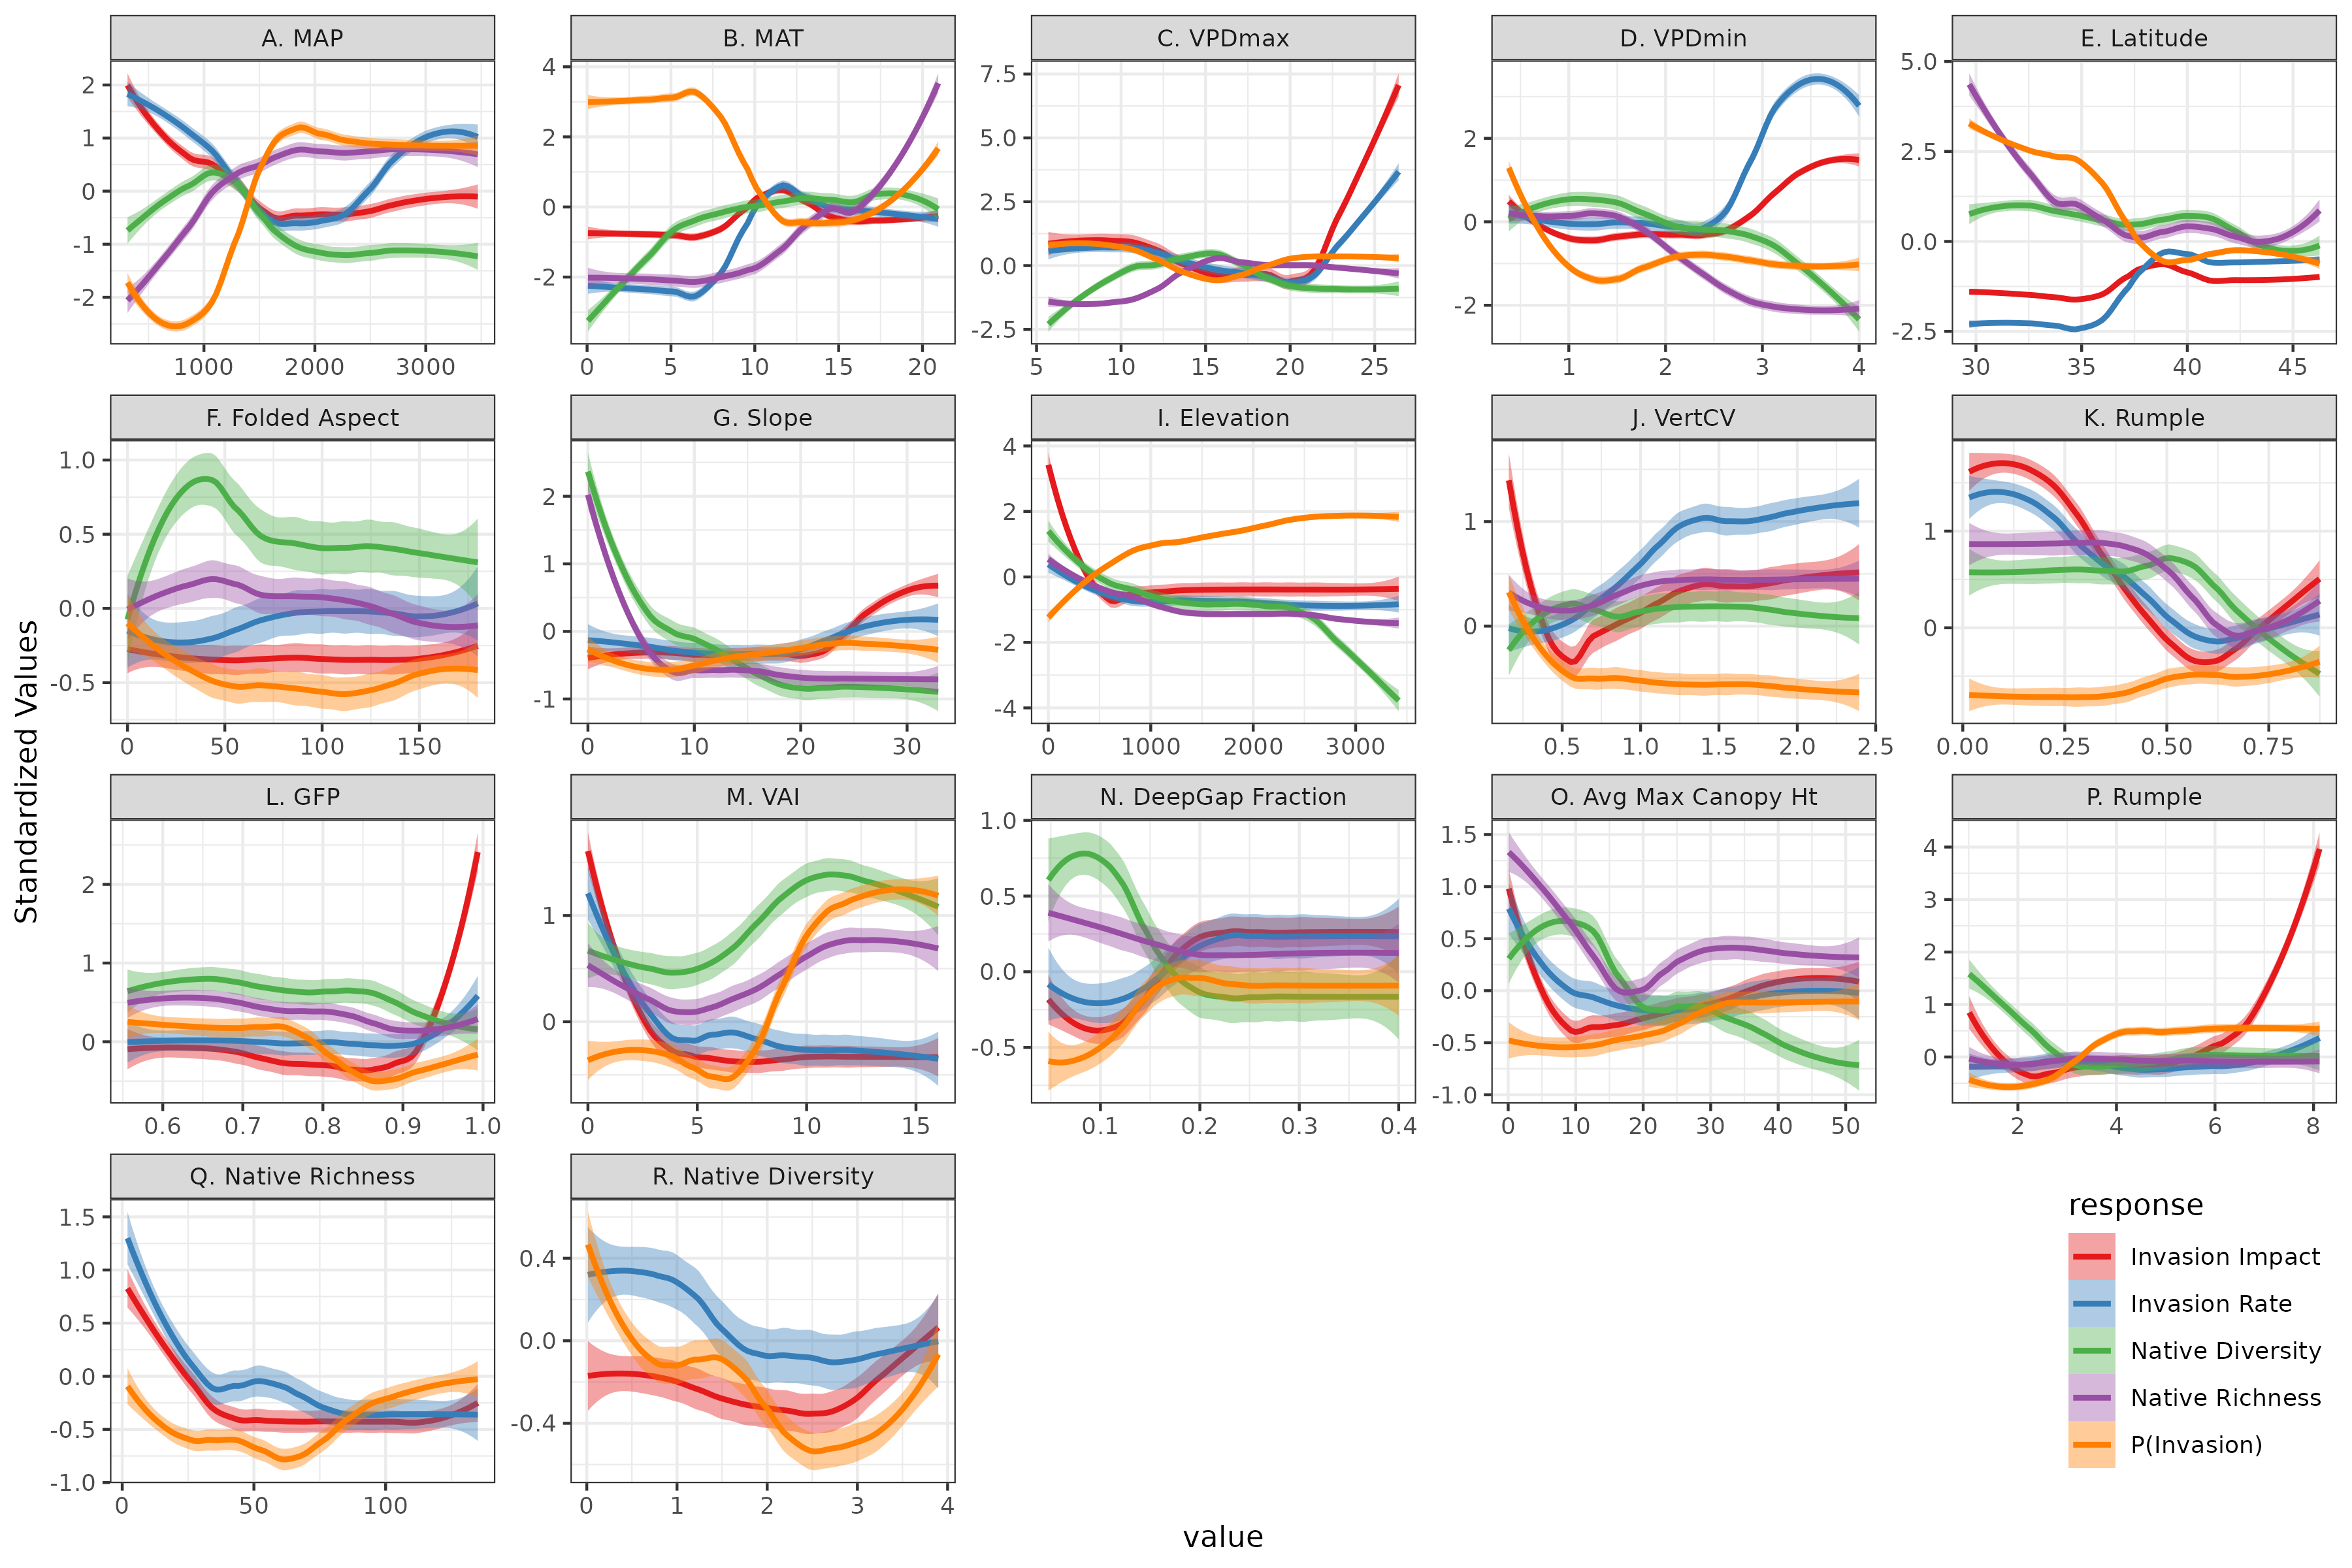 A. MAP B. MAT C. VPDmax D. VPDmin E. Latitude
2 1 0 -1 -2
4 2 0 -2
7.5 5.0 2.5 0.0 -2.5
2 0 -2
5.0 2.5 0.0 -2.5
1000 2000 3000 0 5 10 15 20 5 10 15 20 25 1 2 3 4 30 35 40 45
F. Folded Aspect G. Slope I. Elevation J. VertCV K. Rumple
1.0 0.5 0.0 -0.5
2 1 0 -1
4 2 0 -2 -4
1 0
1 0
0 50 100 150 0 10 20 30 0 1000 2000 3000 0.5 1.0 1.5 2.0 2.5 0.00 0.25 0.50 0.75
L. GFP M. VAI N. DeepGap Fraction O. Avg Max Canopy Ht P. Rumple
2 1 0
1 0
1.0 0.5 0.0 -0.5
1.5 1.0 0.5 0.0 -0.5 -1.0
4 3 2 1 0
0.6 0.7 0.8 0.9 1.0 0 5 10 15 0.1 0.2 0.3 0.4 0 10 20 30 40 50 2 4 6 8
Q. Native Richness R. Native Diversity
1.5 1.0 0.5 0.0 -0.5 -1.0
0.4 0.0 -0.4
0 50 100 0 1 2 3 4
Standardized Values
value
response
Invasion Impact
Invasion Rate
Native Diversity
Native Richness
P(Invasion)